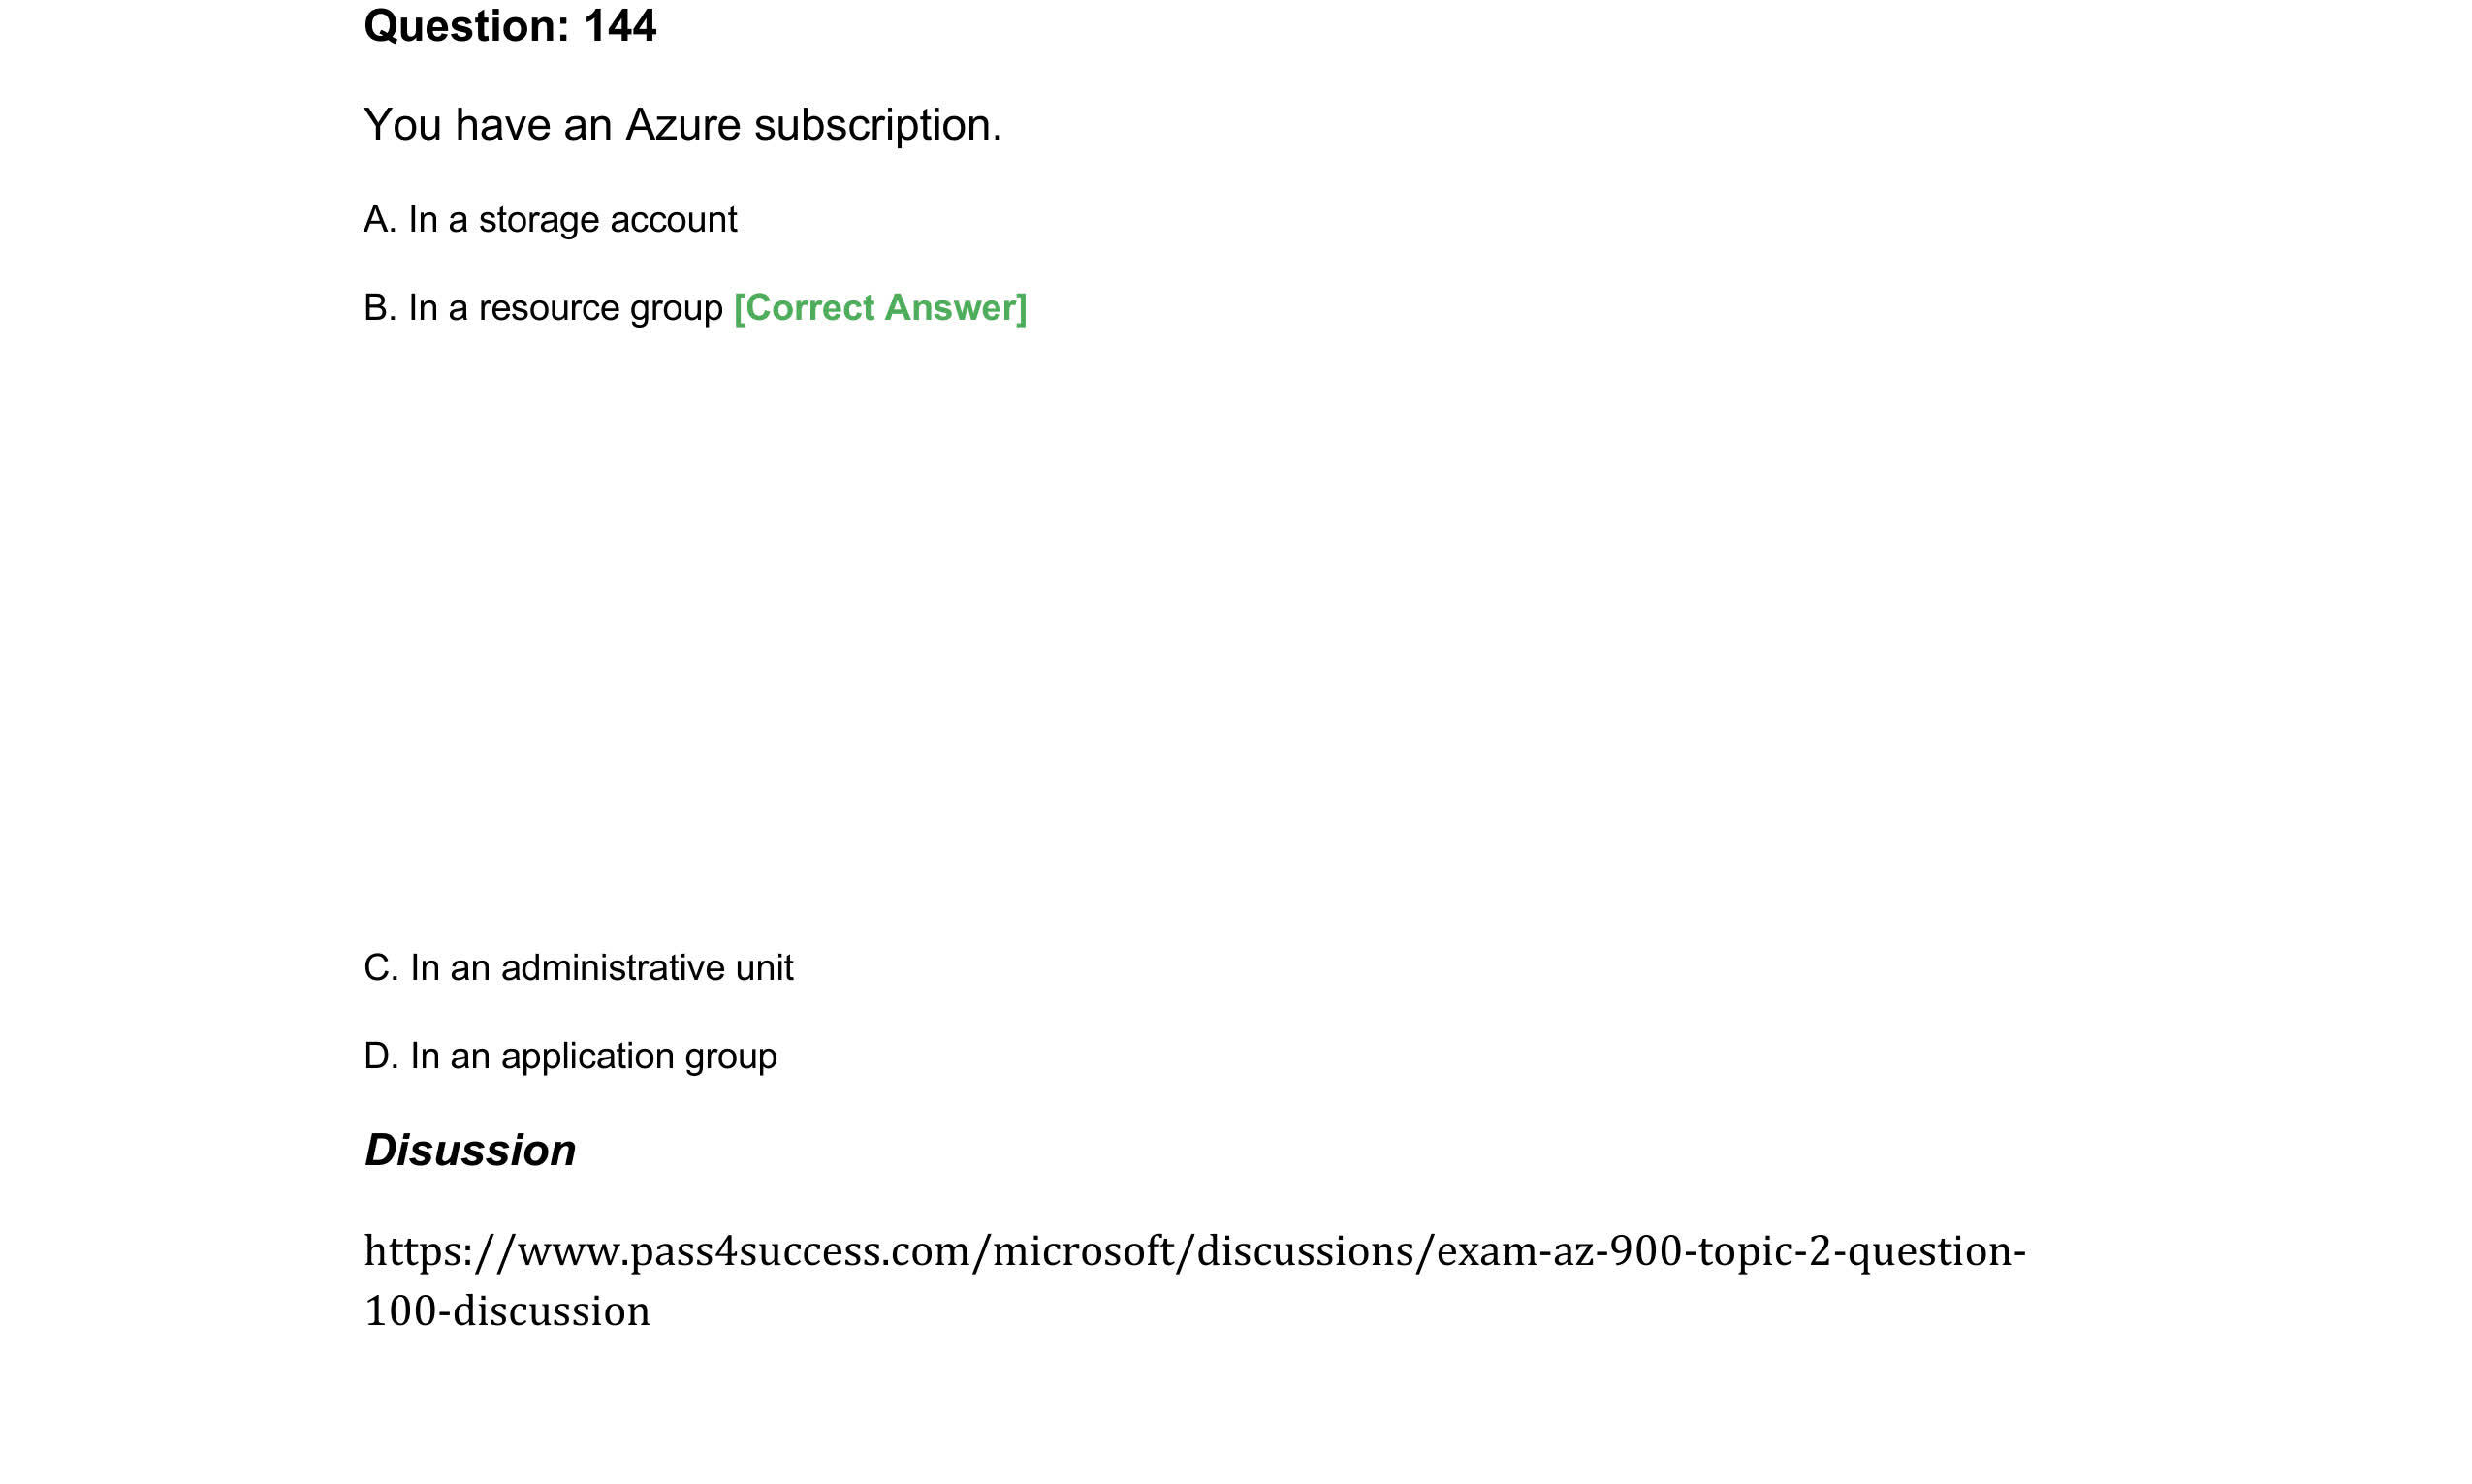 Question: 144
You have an Azure subscription.
A. In a storage account
B. In a resource group [Correct Answer]
C. In an administrative unit
D. In an application group
Disussion
https://www.pass4success.com/microsoft/discussions/exam-az-900-topic-2-question-
100-discussion